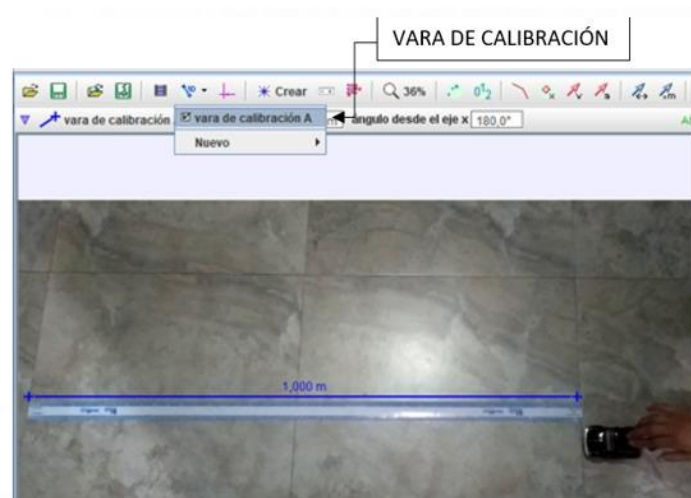 VARA DE CALIBRACIÓN
Crear 36%
vara de calibración m angulo desde el eje x 180,0°
vara de calibración A
Nuevo
1,000 m